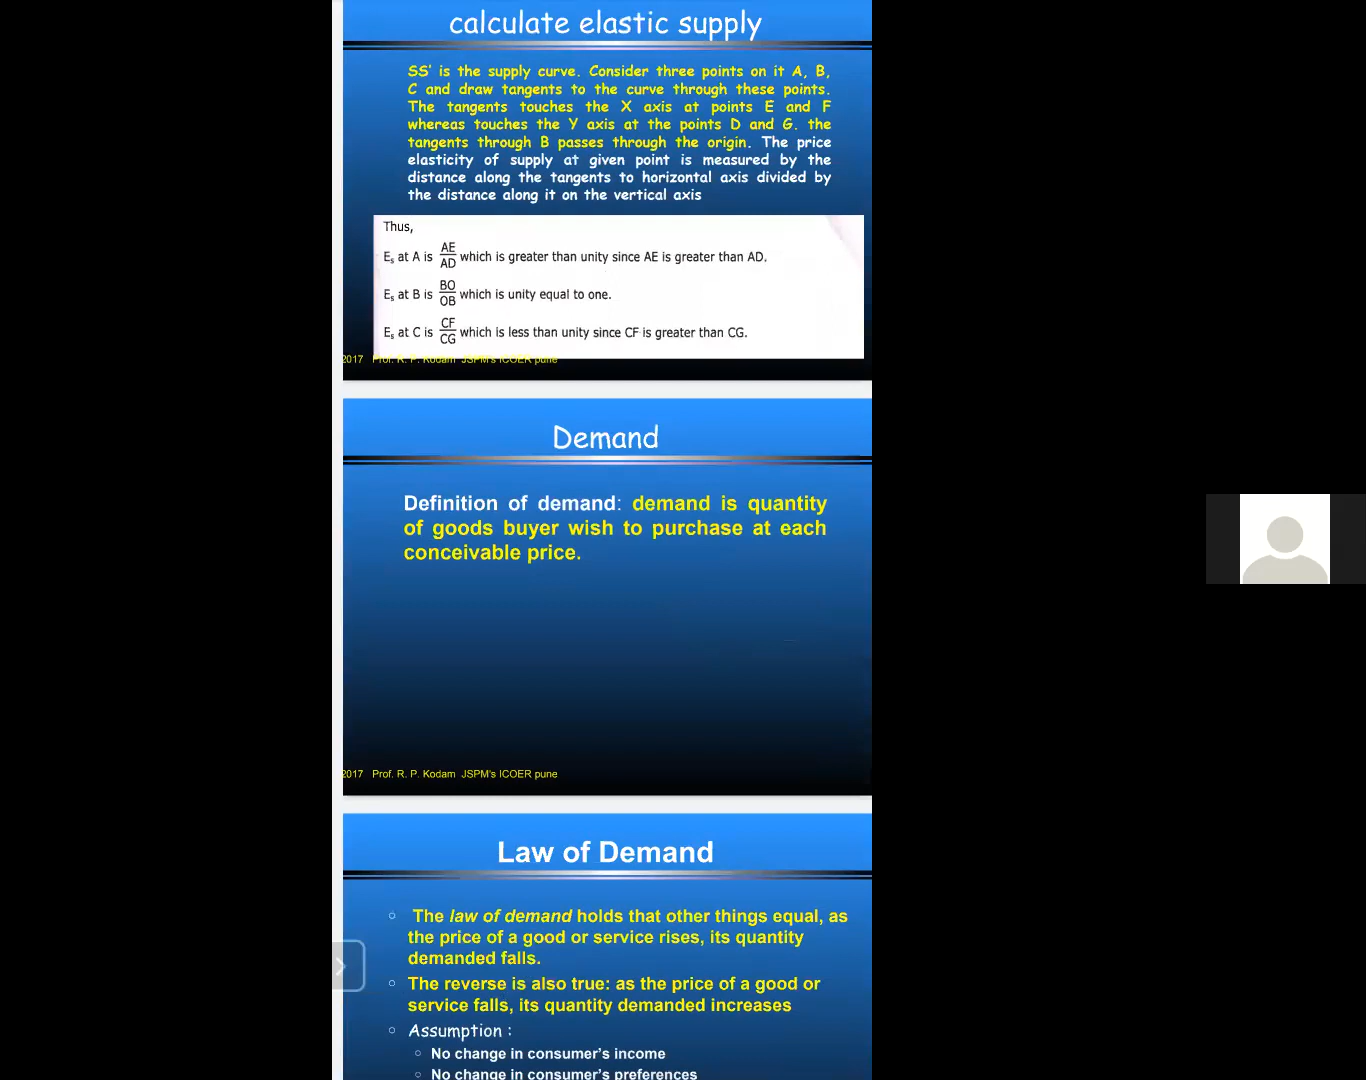 calculate elastic supply
SS' is the supply curve. Consider three points on it A, B,
C and draw tangents to the curve through these points.
The tangents touches the X axis at points E and F
whereas touches the Y axis at the points D and G. the
tangents through B passes through the origin. The price
elasticity of supply at given point is measured by the
distance along the tangents to horizontal axis divided by
the distance along it on the vertical axis
Thus,
Es at A is AE/AD which is greater than unity since AE is greater than AD.
Es at B is BO/OB which is unity equal to one.
Es at C is CF/CG which is less than unity since CF is greater than CG.
2017 Prof. R. P. Kodam JSPM's ICOER pune
Demand
Definition of demand: demand is quantity
of goods buyer wish to purchase at each
conceivable price.
2017 Prof. R. P. Kodam JSPM's ICOER pune
Law of Demand
The law of demand holds that other things equal, as
the price of a good or service rises, its quantity
demanded falls.
The reverse is also true: as the price of a good or
service falls, its quantity demanded increases
Assumption :
No change in consumer's income
No change in consumer's preferences